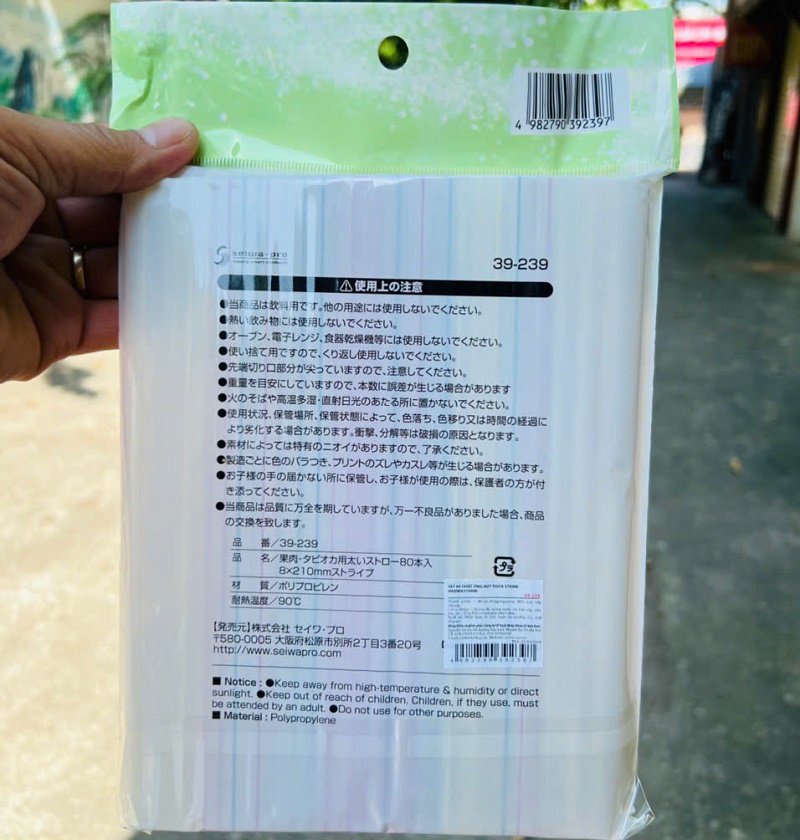 4 982790 392397
seiwa-pro
39-239
⚠使用上の注意
●当商品は飲料用です。他の用途には使用しないでください。
●熱い飲み物には使用しないでください。
●オーブン、電子レンジ、食器乾燥機等には使用しないでください。
●使い捨て用ですので、くり返し使用しないでください。
●先端切り口部分が尖っていますので、注意してください。
●重量を目安にしていますので、本数に誤差が生じる場合があります
●火のそばや高温多湿・直射日光のあたる所に置かないでください。
●使用状況、保管場所、保管状態によって、色落ち、色移り又は時間の経過に
より劣化する場合があります。衝撃、分解等は破損の原因となります。
●素材によっては特有のニオイがありますので、了承ください。
●製造ごとに色のバラつき、プリントのズレやカスレ等が生じる場合があります。
●お子様の手の届かない所に保管し、お子様が使用の際は、保護者の方が付
き添ってください。
●当商品は品質に万全を期していますが、万一不良品がありました場合、商品
の交換を致します。
品 番/39-239
品 名/果肉・タピオカ用太いストロー80本入
8×210mmストライプ
プラ
材 質/ポリプロピレン
耐熱温度/90℃
39-239
【発売元】株式会社 セイワ・プロ
〒580-0005 大阪府松原市別所2丁目3番20号
http://www.seiwapro.com
4982790392397
■ Notice : ●Keep away from high-temperature & humidity or direct
sunlight. ●Keep out of reach of children. Children, if they use, must
be attended by an adult. ●Do not use for other purposes.
■ Material : Polypropylene